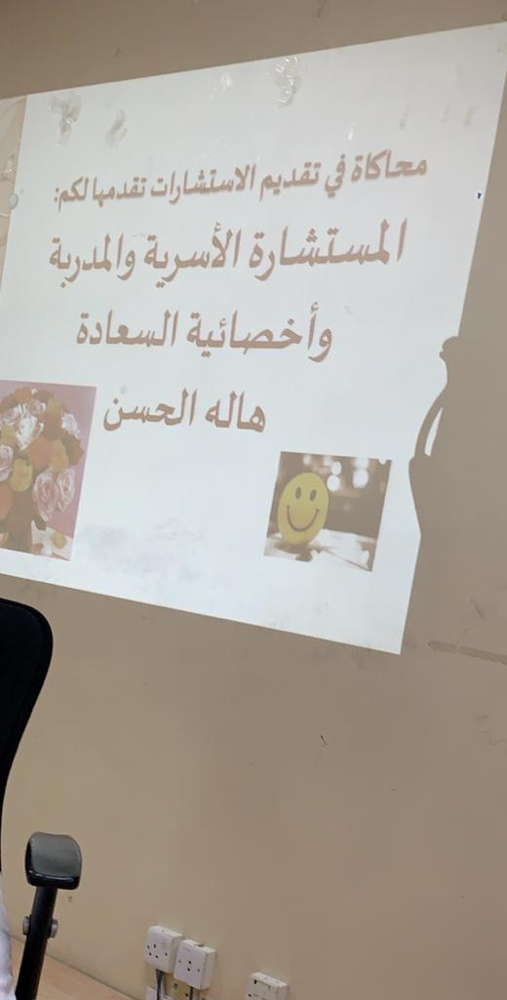 محاكاة في تقديم الاستشارات تقدمها لكم:
المستشارة الأسرية والمدربة
وأخصائية السعادة
هاله الحسن